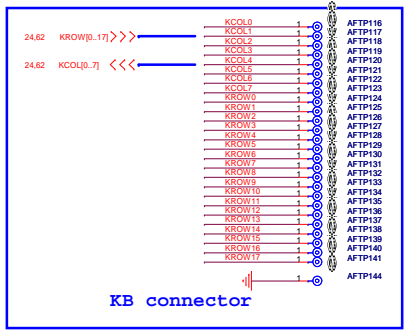 KCOL0 1 AFTP116
KCOL1 1 AFTP117
24,62 KROW[0..17] KCOL2 1 AFTP118
KCOL3 1 AFTP119
24,62 KCOL[0..7] KCOL4 1 AFTP120
KCOL5 1 AFTP121
KCOL6 1 AFTP122
KCOL7 1 AFTP123
KROW0 1 AFTP124
KROW1 1 AFTP125
KROW2 1 AFTP126
KROW3 1 AFTP127
KROW4 1 AFTP128
KROW5 1 AFTP129
KROW6 1 AFTP130
KROW7 1 AFTP131
KROW8 1 AFTP132
KROW9 1 AFTP133
KROW10 1 AFTP134
KROW11 1 AFTP135
KROW12 1 AFTP136
KROW13 1 AFTP137
KROW14 1 AFTP138
KROW15 1 AFTP139
KROW16 1 AFTP140
KROW17 1 AFTP141
1 AFTP144
KB connector